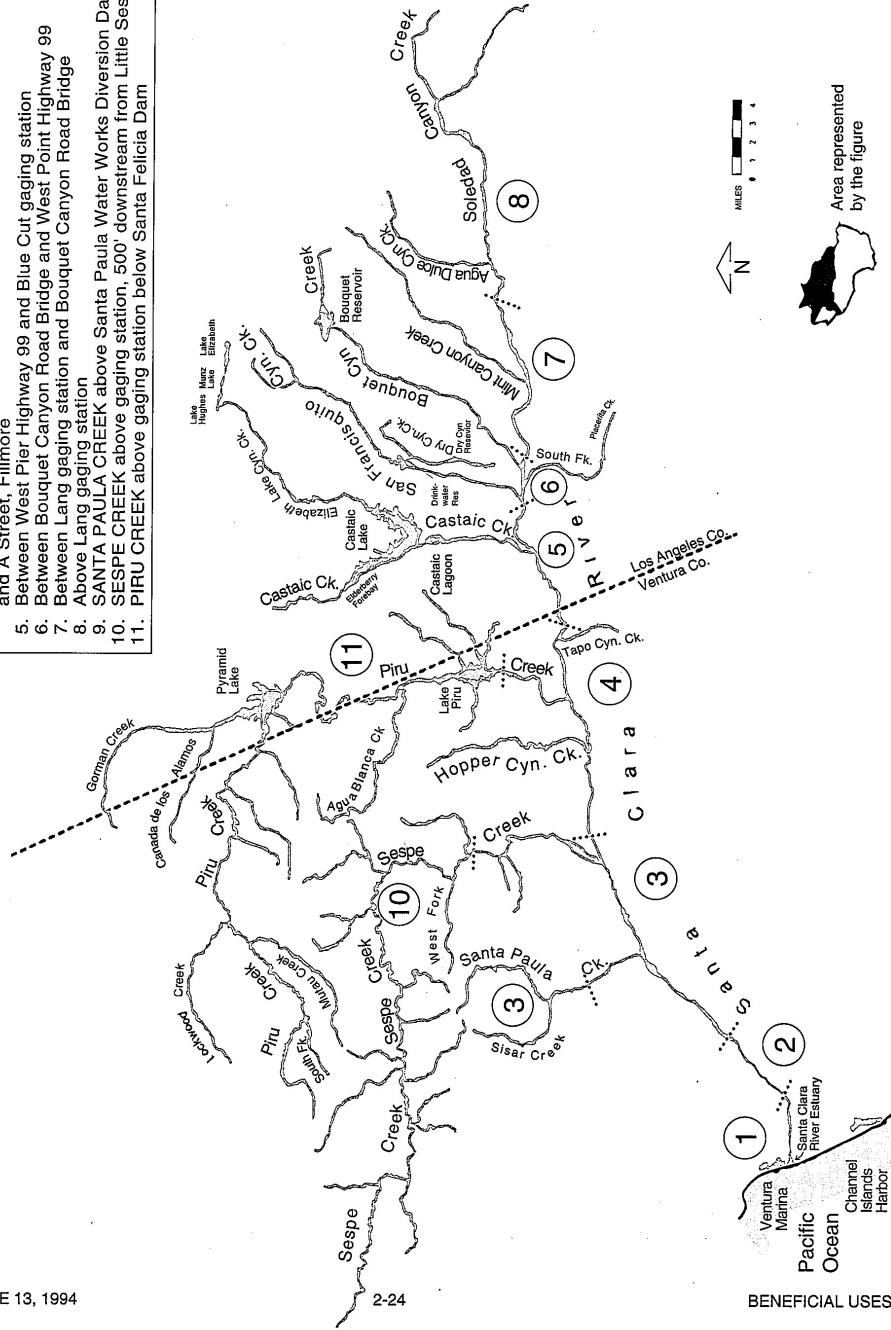 and A Street, Fillmore
5. Between West Pier Highway 99 and Blue Cut gaging station
6. Between Bouquet Canyon Road Bridge and West Point Highway 99
7. Between Lang gaging station and Bouquet Canyon Road Bridge
8. Above Lang gaging station
9. SANTA PAULA CREEK above Santa Paula Water Works Diversion Da
10. SESPE CREEK above gaging station, 500' downstream from Little Ses
11. PIRU CREEK above gaging station below Santa Felicia Dam
Gorman Creek
Canada de los Alamos
Pyramid
Lake
Piru
Creek
11
Piru
Creek
Lockwood Creek
Piru
Creek
South Fk.
Mutau Creek
Agua Blanca Ck
Lake
Piru
Creek
Hopper Cyn. Ck.
Sespe
Creek
Sespe
Creek
10
Sespe
Creek
West Fork
Santa Paula
Ck.
3
Sisar Creek
Castaic Ck.
Elderberry
Forebay
Castaic
Lake
Castaic
Lagoon
Castaic Ck
Elizabeth Lake Cyn. Ck.
Lake
Hughes
Munz
Lake
Lake
Elizabeth
San Francisquito
Cyn. Ck.
Drink-
water
Res
Dry Cyn.Ck.
Dry Cyn
Resevior
Bouquet Cyn
Creek
Bouquet
Reservoir
Mint Canyon Creek
Agua Dulce Cyn Ck.
Soledad
Canyon
Creek
8
7
6
South Fk.
Placerita Ck.
5
Los Angeles Co.
Ventura Co.
Tapo Cyn. Ck.
4
3
2
1
Santa
Clara
River
Santa Clara
River Estuary
Ventura
Marina
Pacific
Ocean
Channel
Islands
Harbor
N
MILES
0 1 2 3 4
Area represented
by the figure
E 13, 1994
2-24
BENEFICIAL USES